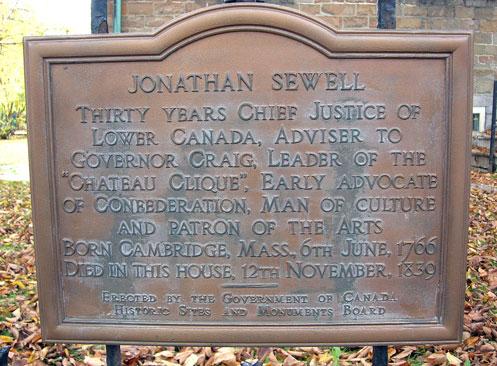 JONATHAN SEWELL
THIRTY YEARS CHIEF JUSTICE OF
LOWER CANADA, ADVISER TO
GOVERNOR CRAIG, LEADER OF THE
"CHATEAU CLIQUE", EARLY ADVOCATE
OF CONFEDERATION, MAN OF CULTURE
AND PATRON OF THE ARTS
BORN CAMBRIDGE, MASS., 6TH JUNE, 1766
DIED IN THIS HOUSE, 12TH NOVEMBER, 1839
ERECTED BY THE GOVERNMENT OF CANADA
HISTORIC SITES AND MONUMENTS BOARD